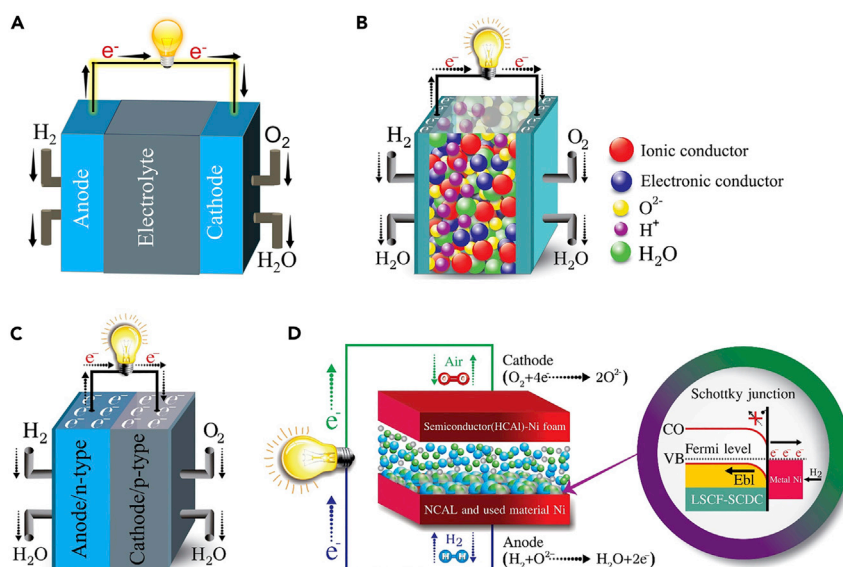 A
e⁻ e⁻
H₂
O₂
Anode
Electrolyte
Cathode
H₂O
B
e⁻ e⁻
H₂
O₂
H₂O
H₂O
Ionic conductor
Electronic conductor
O²⁻
H⁺
H₂O
C
e⁻ e⁻
H₂
O₂
Anode/n-type
Cathode/p-type
H₂O
H₂O
D
e⁻
e⁻
Air
Cathode
(O₂+4e⁻ 2O²⁻)
Semiconductor(HCAl)-Ni foam
NCAL and used material Ni
H₂
H-H
Anode
(H₂+O²⁻ H₂O+2e⁻)
Schottky junction
CO
Fermi level
VB
e⁻ e⁻ e⁻
Ebl
Metal Ni
H₂
LSCF-SCDC